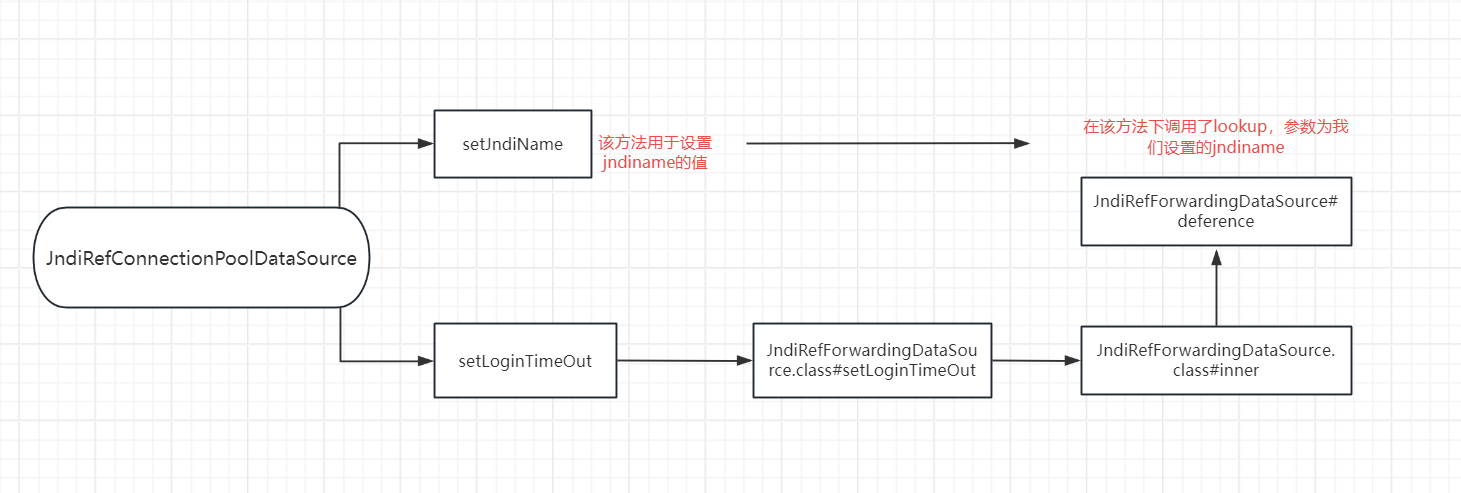 setJndiName
该方法用于设置
jndiname的值
在该方法下调用了lookup，参数为我
们设置的jndiname
JndiRefForwardingDataSource#
deference
JndiRefConnectionPoolDataSource
setLoginTimeOut
JndiRefForwardingDataSou
rce.class#setLoginTimeOut
JndiRefForwardingDataSource.
class#inner